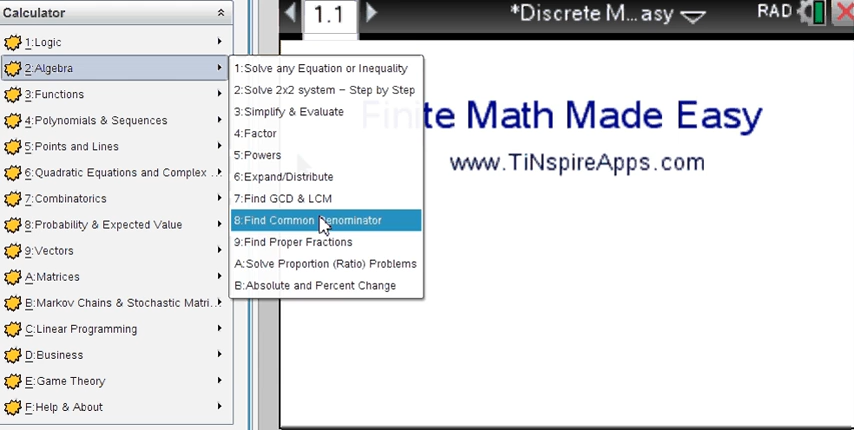 Calculator
1:Logic
2:Algebra
3:Functions
4:Polynomials & Sequences
5:Points and Lines
6:Quadratic Equations and Complex ...
7:Combinatorics
8:Probability & Expected Value
9:Vectors
A:Matrices
B:Markov Chains & Stochastic Matri...
C:Linear Programming
D:Business
E:Game Theory
F:Help & About
1:Solve any Equation or Inequality
2:Solve 2x2 system – Step by Step
3:Simplify & Evaluate
4:Factor
5:Powers
6:Expand/Distribute
7:Find GCD & LCM
8:Find Common Denominator
9:Find Proper Fractions
A:Solve Proportion (Ratio) Problems
B:Absolute and Percent Change
1.1
*Discrete M...asy
RAD
Finite Math Made Easy
www.TiNspireApps.com